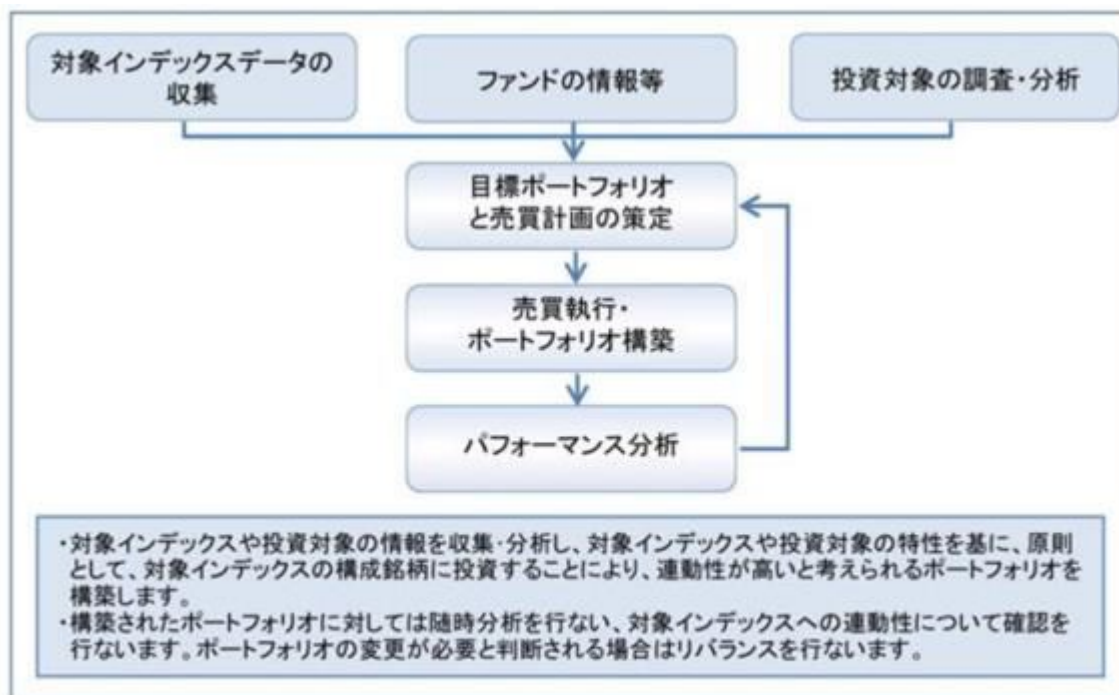 対象インデックスデータの
収集
ファンドの情報等
投資対象の調査・分析
目標ポートフォリオ
と売買計画の策定
売買執行・
ポートフォリオ構築
パフォーマンス分析
・対象インデックスや投資対象の情報を収集・分析し、対象インデックスや投資対象の特性を基に、原則
として、対象インデックスの構成銘柄に投資することにより、連動性が高いと考えられるポートフォリオを
構築します。
・構築されたポートフォリオに対しては随時分析を行ない、対象インデックスへの連動性について確認を
行ないます。ポートフォリオの変更が必要と判断される場合はリバランスを行ないます。